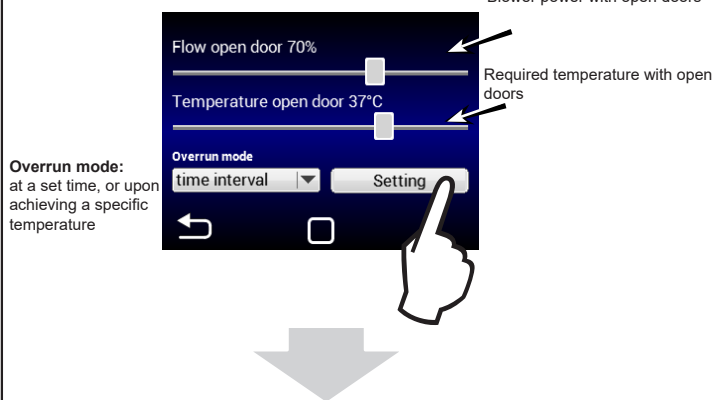 Blower power with open doors
Flow open door 70%
Required temperature with open
doors
Temperature open door 37°C
Overrun mode:
at a set time, or upon
achieving a specific
temperature
Overrun mode
time interval
Setting